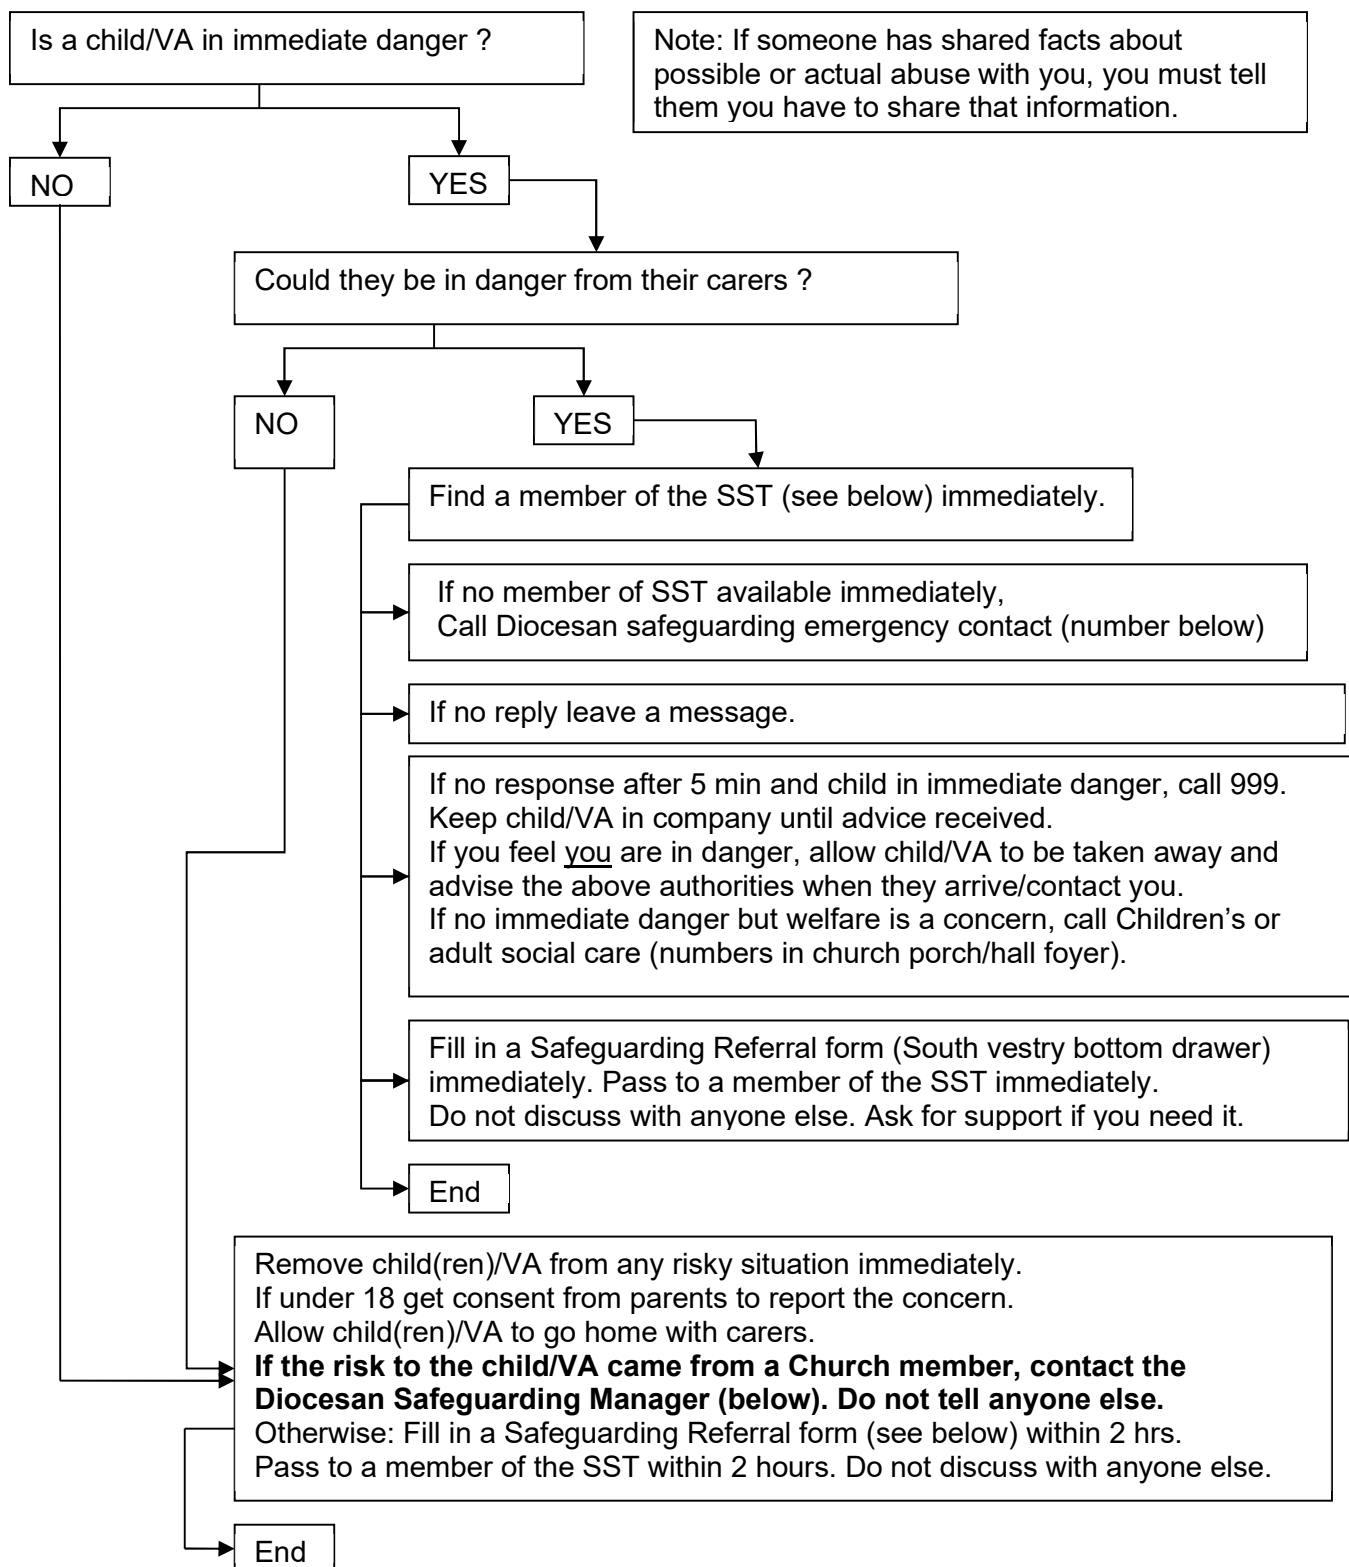 Is a child/VA in immediate danger ?
Note: If someone has shared facts about
possible or actual abuse with you, you must tell
them you have to share that information.
NO
YES
Could they be in danger from their carers ?
NO
YES
Find a member of the SST (see below) immediately.
If no member of SST available immediately,
Call Diocesan safeguarding emergency contact (number below)
If no reply leave a message.
If no response after 5 min and child in immediate danger, call 999.
Keep child/VA in company until advice received.
If you feel you are in danger, allow child/VA to be taken away and
advise the above authorities when they arrive/contact you.
If no immediate danger but welfare is a concern, call Children’s or
adult social care (numbers in church porch/hall foyer).
Fill in a Safeguarding Referral form (South vestry bottom drawer)
immediately. Pass to a member of the SST immediately.
Do not discuss with anyone else. Ask for support if you need it.
End
Remove child(ren)/VA from any risky situation immediately.
If under 18 get consent from parents to report the concern.
Allow child(ren)/VA to go home with carers.
If the risk to the child/VA came from a Church member, contact the
Diocesan Safeguarding Manager (below). Do not tell anyone else.
Otherwise: Fill in a Safeguarding Referral form (see below) within 2 hrs.
Pass to a member of the SST within 2 hours. Do not discuss with anyone else.
End